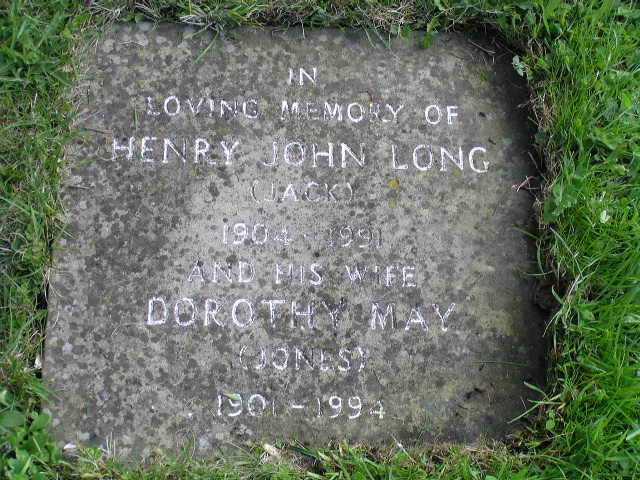 IN
LOVING MEMORY OF
HENRY JOHN LONG
(JACK)
1904 - 1991
AND HIS WIFE
DOROTHY MAY
(JONES)
1901 - 1994